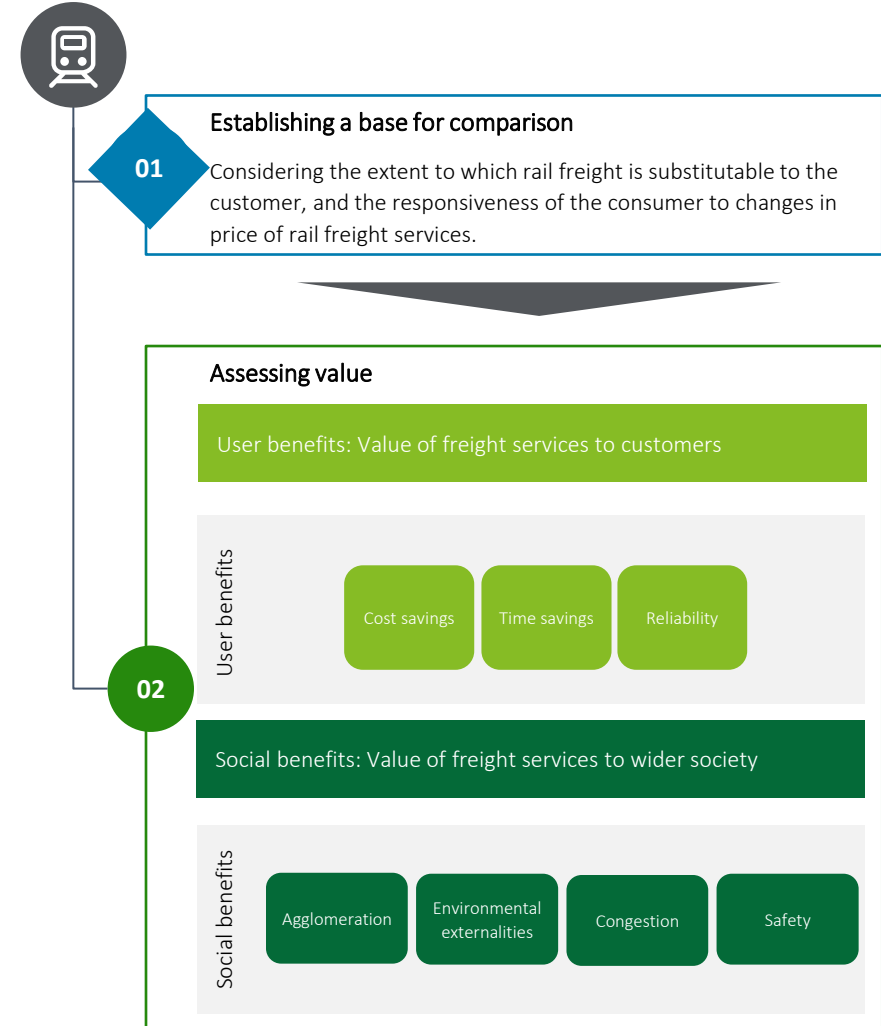 01
Establishing a base for comparison
Considering the extent to which rail freight is substitutable to the
customer, and the responsiveness of the consumer to changes in
price of rail freight services.
02
Assessing value
User benefits: Value of freight services to customers
User benefits
Cost savings
Time savings
Reliability
Social benefits: Value of freight services to wider society
Social benefits
Agglomeration
Environmental
externalities
Congestion
Safety